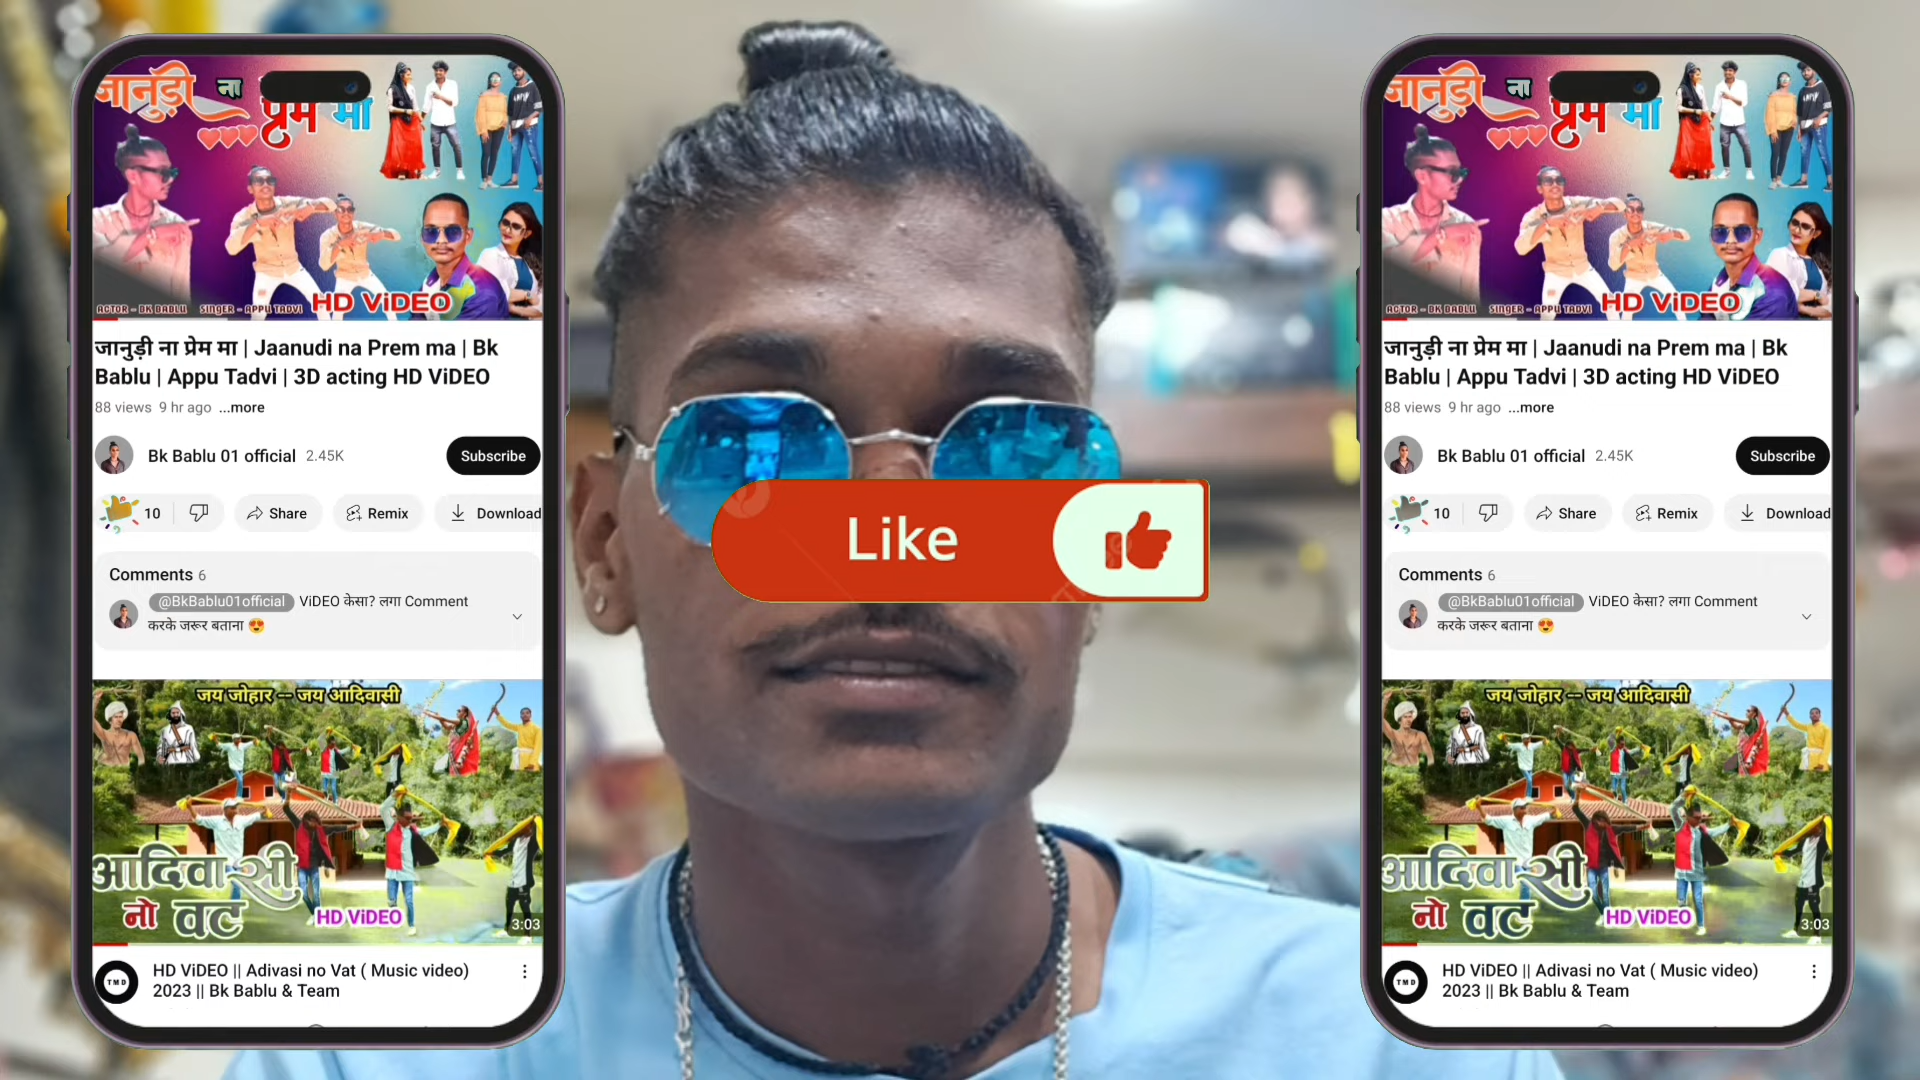 जानुड़ी ना
प्रेम मा
ACTOR - BK BABLU SINGER - APPU TADVI HD ViDEO
जानुड़ी ना प्रेम मा | Jaanudi na Prem ma | Bk
Bablu | Appu Tadvi | 3D acting HD ViDEO
88 views 9 hr ago ...more
Bk Bablu 01 official 2.45K Subscribe
10 Share Remix Download
Comments 6
@BkBablu01official ViDEO केसा? लगा Comment
करके जरूर बताना 😍
जय जोहार -- जय आदिवासी
आदिवासी
नो वट HD ViDEO
3:03
TMD
HD ViDEO || Adivasi no Vat ( Music video)
2023 || Bk Bablu & Team
Like
जानुड़ी ना
प्रेम मा
ACTOR - BK BABLU SINGER - APPU TADVI HD ViDEO
जानुड़ी ना प्रेम मा | Jaanudi na Prem ma | Bk
Bablu | Appu Tadvi | 3D acting HD ViDEO
88 views 9 hr ago ...more
Bk Bablu 01 official 2.45K Subscribe
10 Share Remix Download
Comments 6
@BkBablu01official ViDEO केसा? लगा Comment
करके जरूर बताना 😍
जय जोहार -- जय आदिवासी
आदिवासी
नो वट HD ViDEO
3:03
TMD
HD ViDEO || Adivasi no Vat ( Music video)
2023 || Bk Bablu & Team